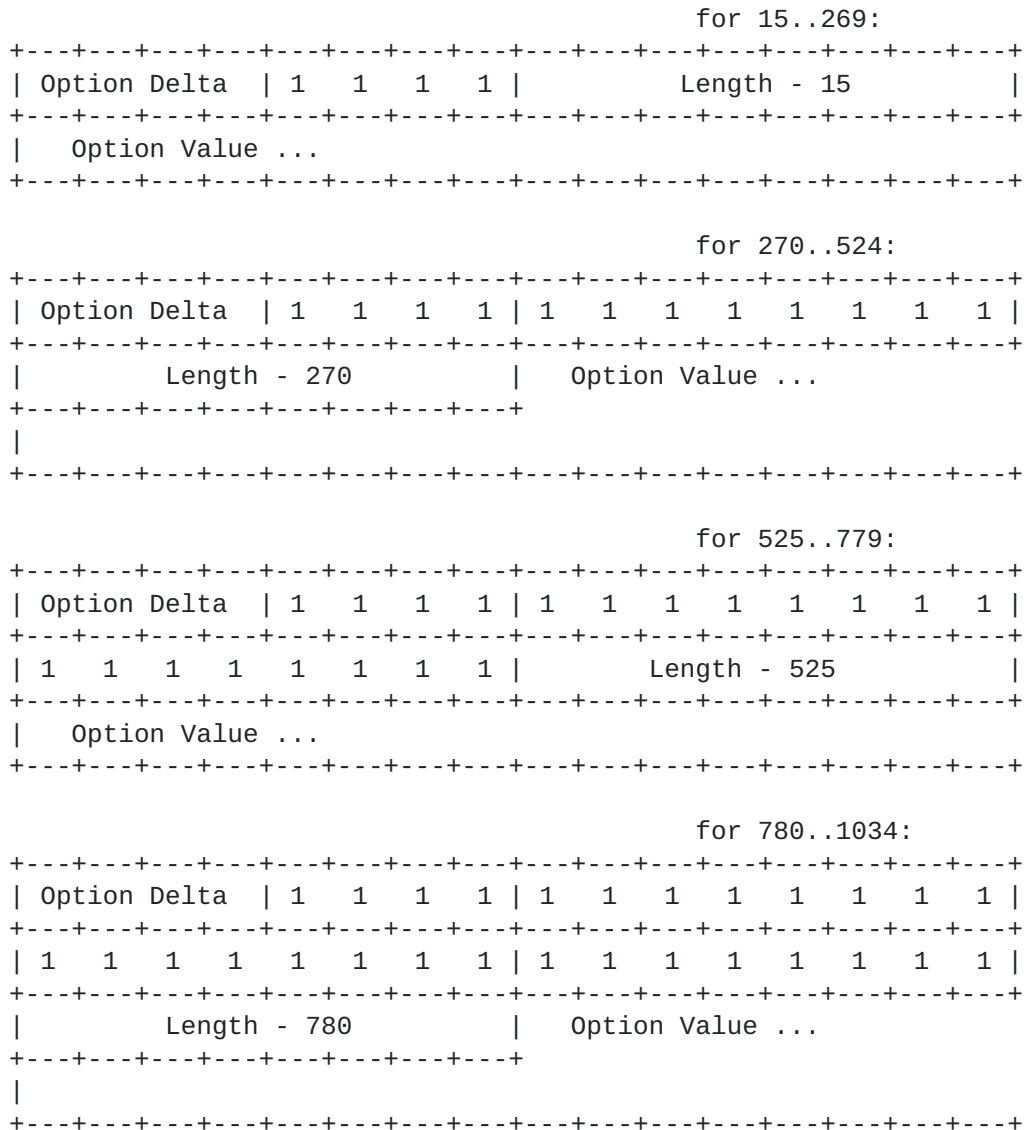 for 15..269:
+---+---+---+---+---+---+---+---+---+---+---+---+---+---+---+---+
| Option Delta  | 1   1   1   1 |          Length - 15          |
+---+---+---+---+---+---+---+---+---+---+---+---+---+---+---+---+
|   Option Value ...
+---+---+---+---+---+---+---+---+---+---+---+---+---+---+---+---+

                                            for 270..524:
+---+---+---+---+---+---+---+---+---+---+---+---+---+---+---+---+
| Option Delta  | 1   1   1   1 | 1   1   1   1   1   1   1   1 |
+---+---+---+---+---+---+---+---+---+---+---+---+---+---+---+---+
|         Length - 270          |   Option Value ...
+---+---+---+---+---+---+---+---+
|
+---+---+---+---+---+---+---+---+---+---+---+---+---+---+---+---+

                                            for 525..779:
+---+---+---+---+---+---+---+---+---+---+---+---+---+---+---+---+
| Option Delta  | 1   1   1   1 | 1   1   1   1   1   1   1   1 |
+---+---+---+---+---+---+---+---+---+---+---+---+---+---+---+---+
| 1   1   1   1   1   1   1   1 |        Length - 525           |
+---+---+---+---+---+---+---+---+---+---+---+---+---+---+---+---+
|   Option Value ...
+---+---+---+---+---+---+---+---+---+---+---+---+---+---+---+---+

                                            for 780..1034:
+---+---+---+---+---+---+---+---+---+---+---+---+---+---+---+---+
| Option Delta  | 1   1   1   1 | 1   1   1   1   1   1   1   1 |
+---+---+---+---+---+---+---+---+---+---+---+---+---+---+---+---+
| 1   1   1   1   1   1   1   1 | 1   1   1   1   1   1   1   1 |
+---+---+---+---+---+---+---+---+---+---+---+---+---+---+---+---+
|         Length - 780          |   Option Value ...
+---+---+---+---+---+---+---+---+
|
+---+---+---+---+---+---+---+---+---+---+---+---+---+---+---+---+